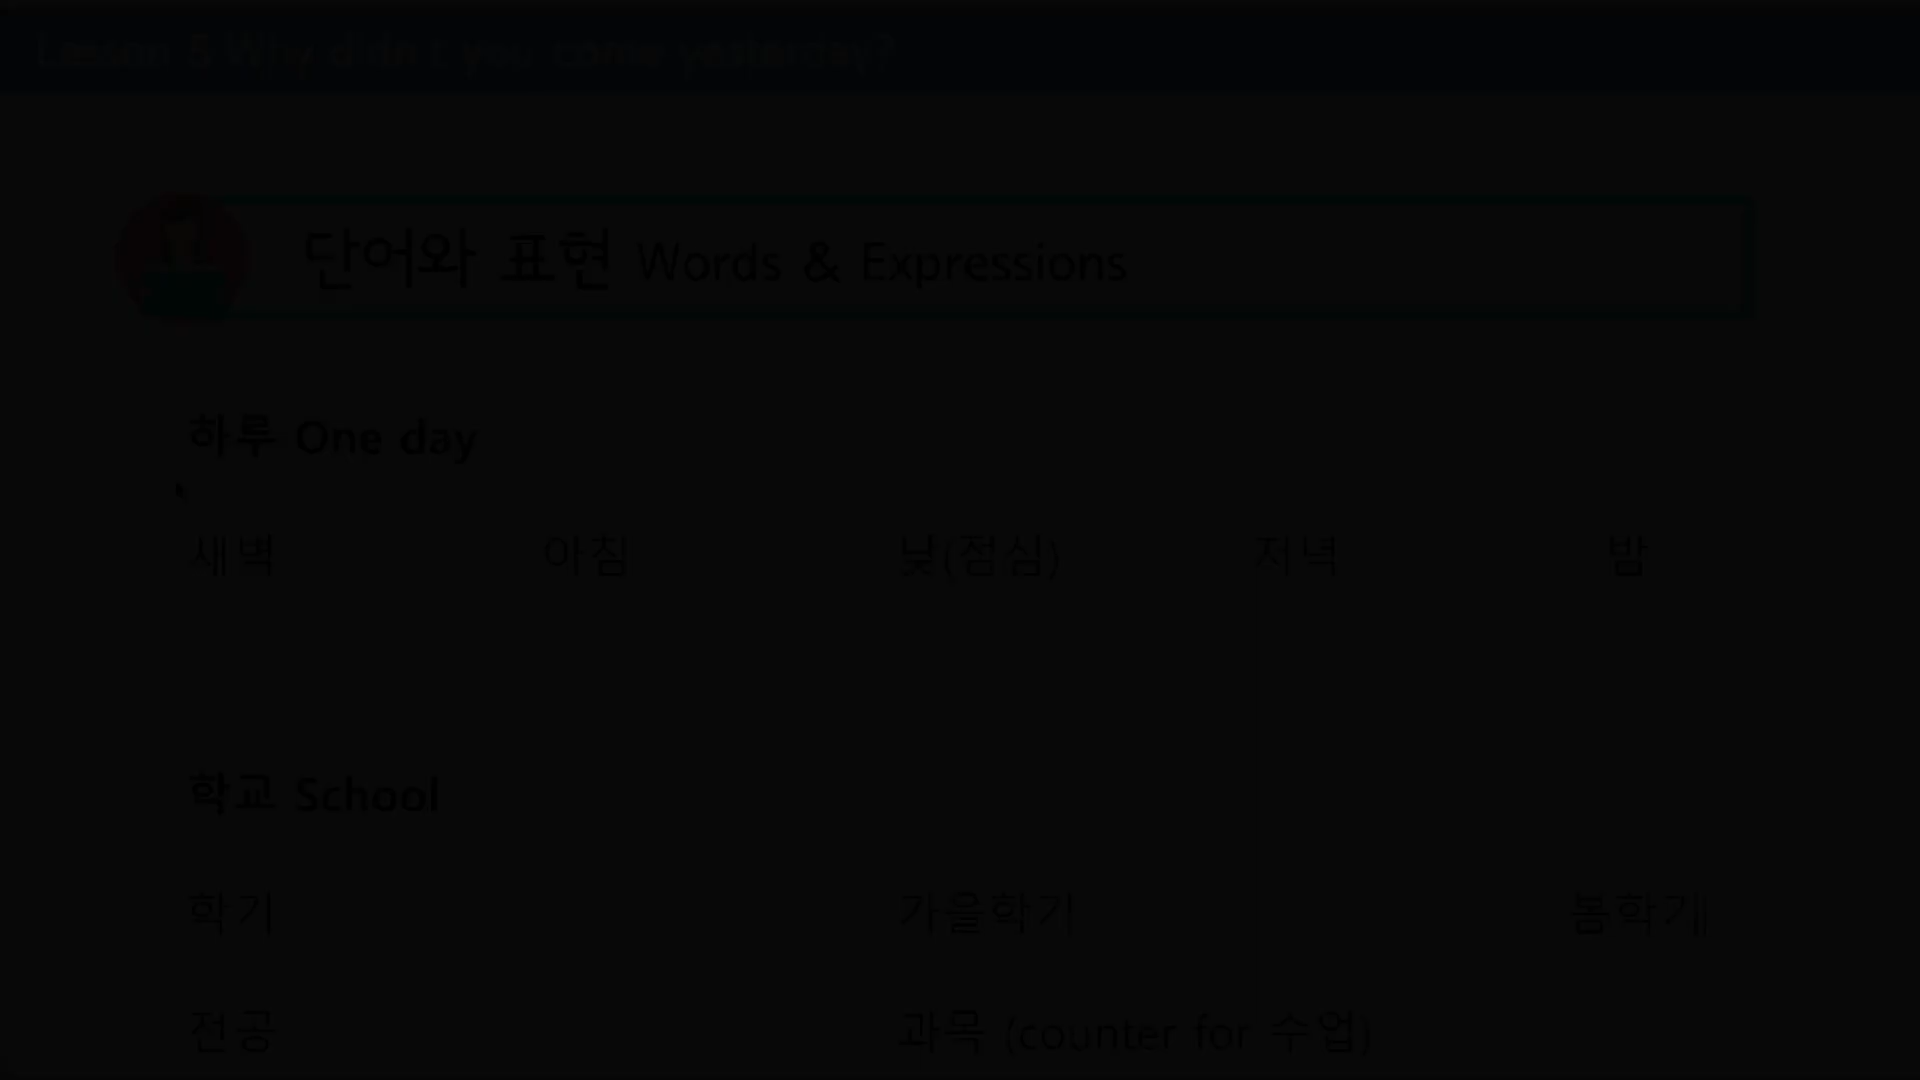 Lesson 5 Why didn't you come yesterday?
단어와 표현 Words & Expressions
하루 One day
새벽 아침 낮(점심) 저녁 밤
학교 School
학기 가을학기 봄학기
전공 과목 (counter for 수업)